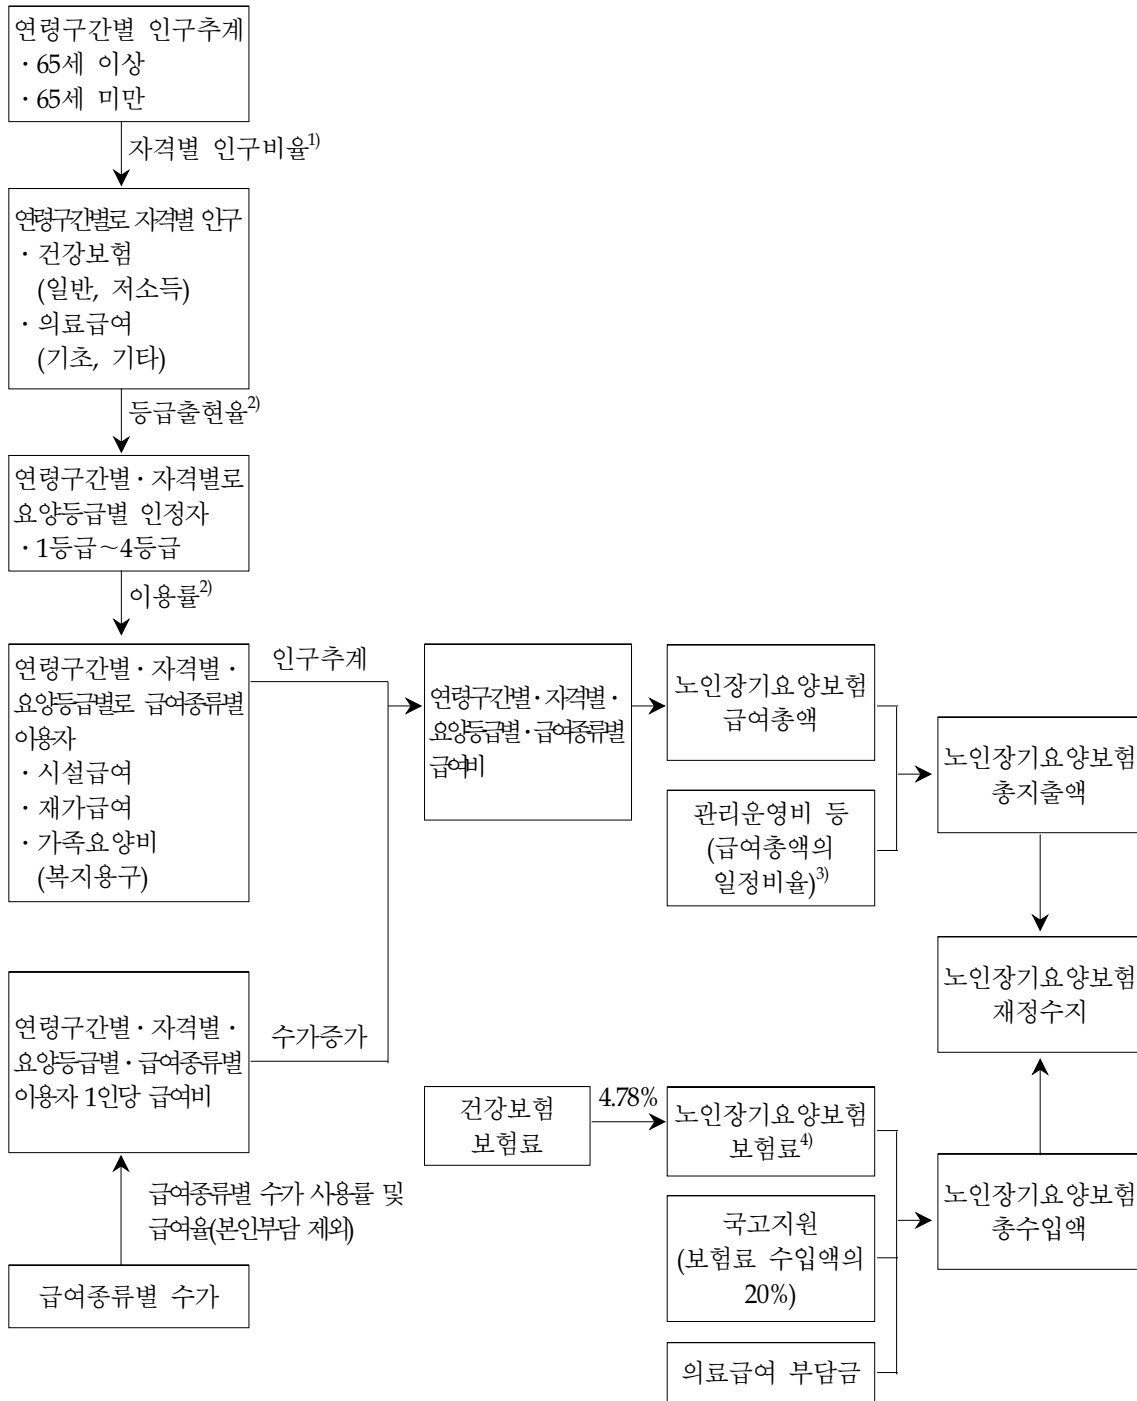 연령구간별 인구추계
· 65세 이상
· 65세 미만
자격별 인구비율1)
연령구간별로 자격별 인구
· 건강보험
(일반, 저소득)
· 의료급여
(기초, 기타)
등급출현율2)
연령구간별·자격별로
요양등급별 인정자
· 1등급~4등급
이용률2)
연령구간별·자격별·
요양등급별로 급여종류별
이용자
· 시설급여
· 재가급여
· 가족요양비
(복지용구)
인구추계
연령구간별·자격별·
요양등급별·급여종류별
급여비
노인장기요양보험
급여총액
관리운영비 등
(급여총액의
일정비율)3)
노인장기요양보험
총지출액
노인장기요양보험
재정수지
연령구간별·자격별·
요양등급별·급여종류별
이용자 1인당 급여비
수가증가
급여종류별 수가 사용률 및
급여율(본인부담 제외)
급여종류별 수가
건강보험
보험료
4.78%
노인장기요양보험
보험료4)
국고지원
(보험료 수입액의
20%)
의료급여 부담금
노인장기요양보험
총수입액